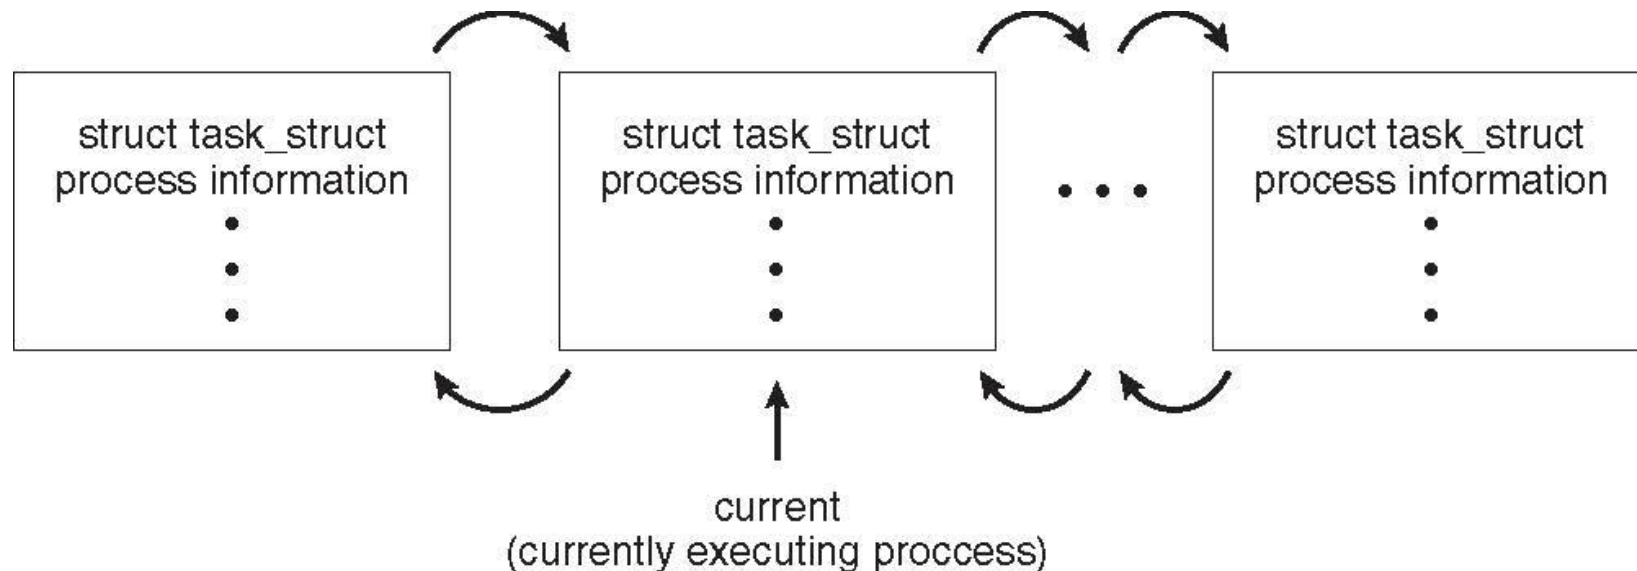 struct task_struct
process information
struct task_struct
process information
struct task_struct
process information
current
(currently executing proccess)